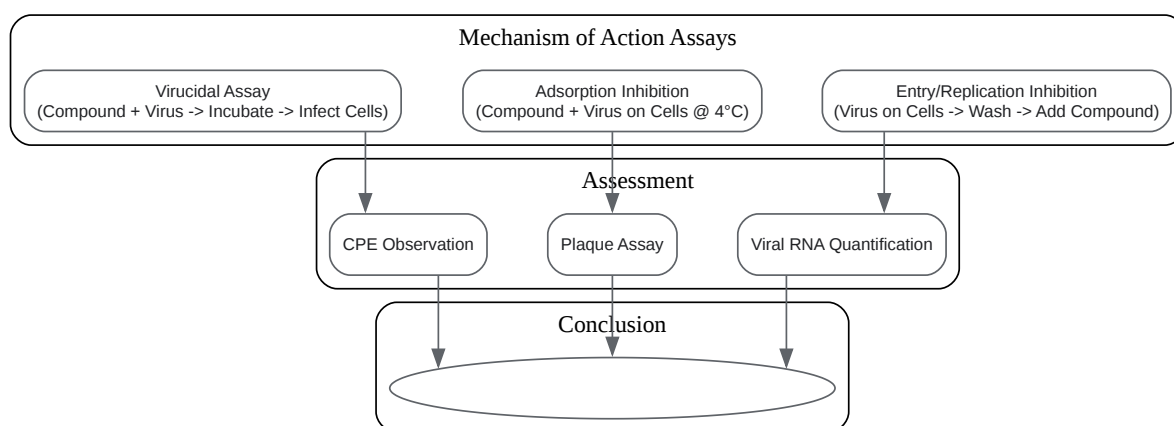 Mechanism of Action Assays
Virucidal Assay
(Compound + Virus -> Incubate -> Infect Cells)
Adsorption Inhibition
(Compound + Virus on Cells @ 4°C)
Entry/Replication Inhibition
(Virus on Cells -> Wash -> Add Compound)
Assessment
CPE Observation
Plaque Assay
Viral RNA Quantification
Conclusion